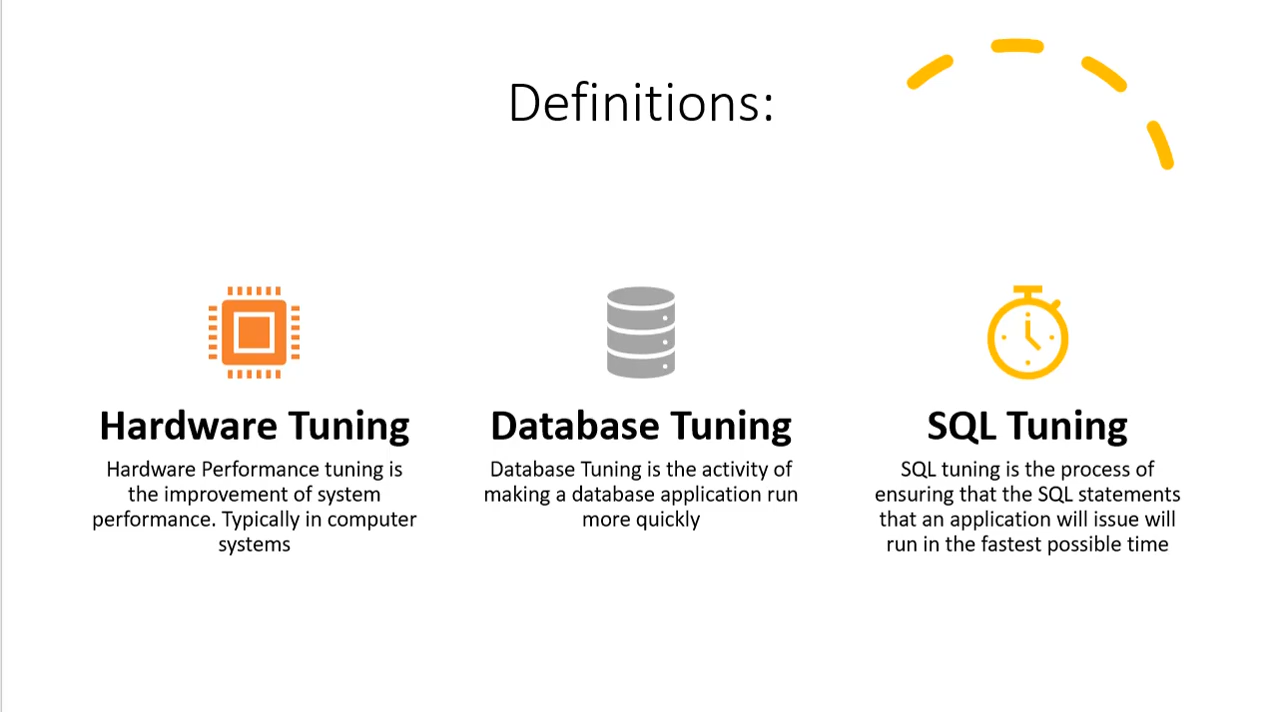 Definitions:
Hardware Tuning
Hardware Performance tuning is
the improvement of system
performance. Typically in computer
systems
Database Tuning
Database Tuning is the activity of
making a database application run
more quickly
SQL Tuning
SQL tuning is the process of
ensuring that the SQL statements
that an application will issue will
run in the fastest possible time